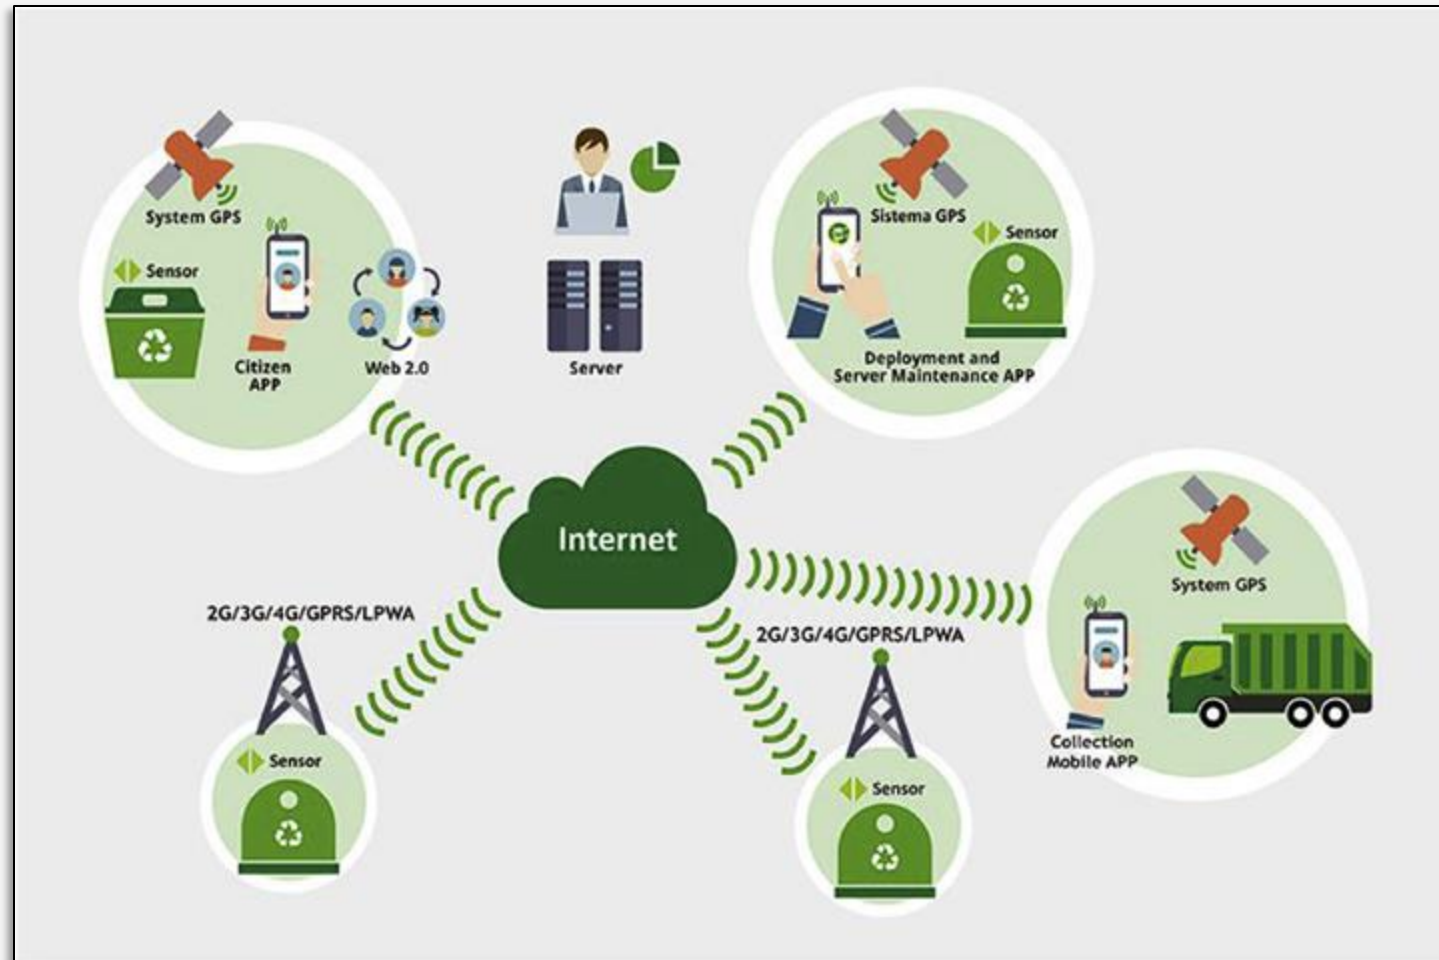 System GPS
Sensor
Citizen
APP
Web 2.0
Server
Sistema GPS
Sensor
Deployment and
Server Maintenance APP
Internet
System GPS
Collection
Mobile APP
2G/3G/4G/GPRS/LPWA
Sensor
2G/3G/4G/GPRS/LPWA
Sensor